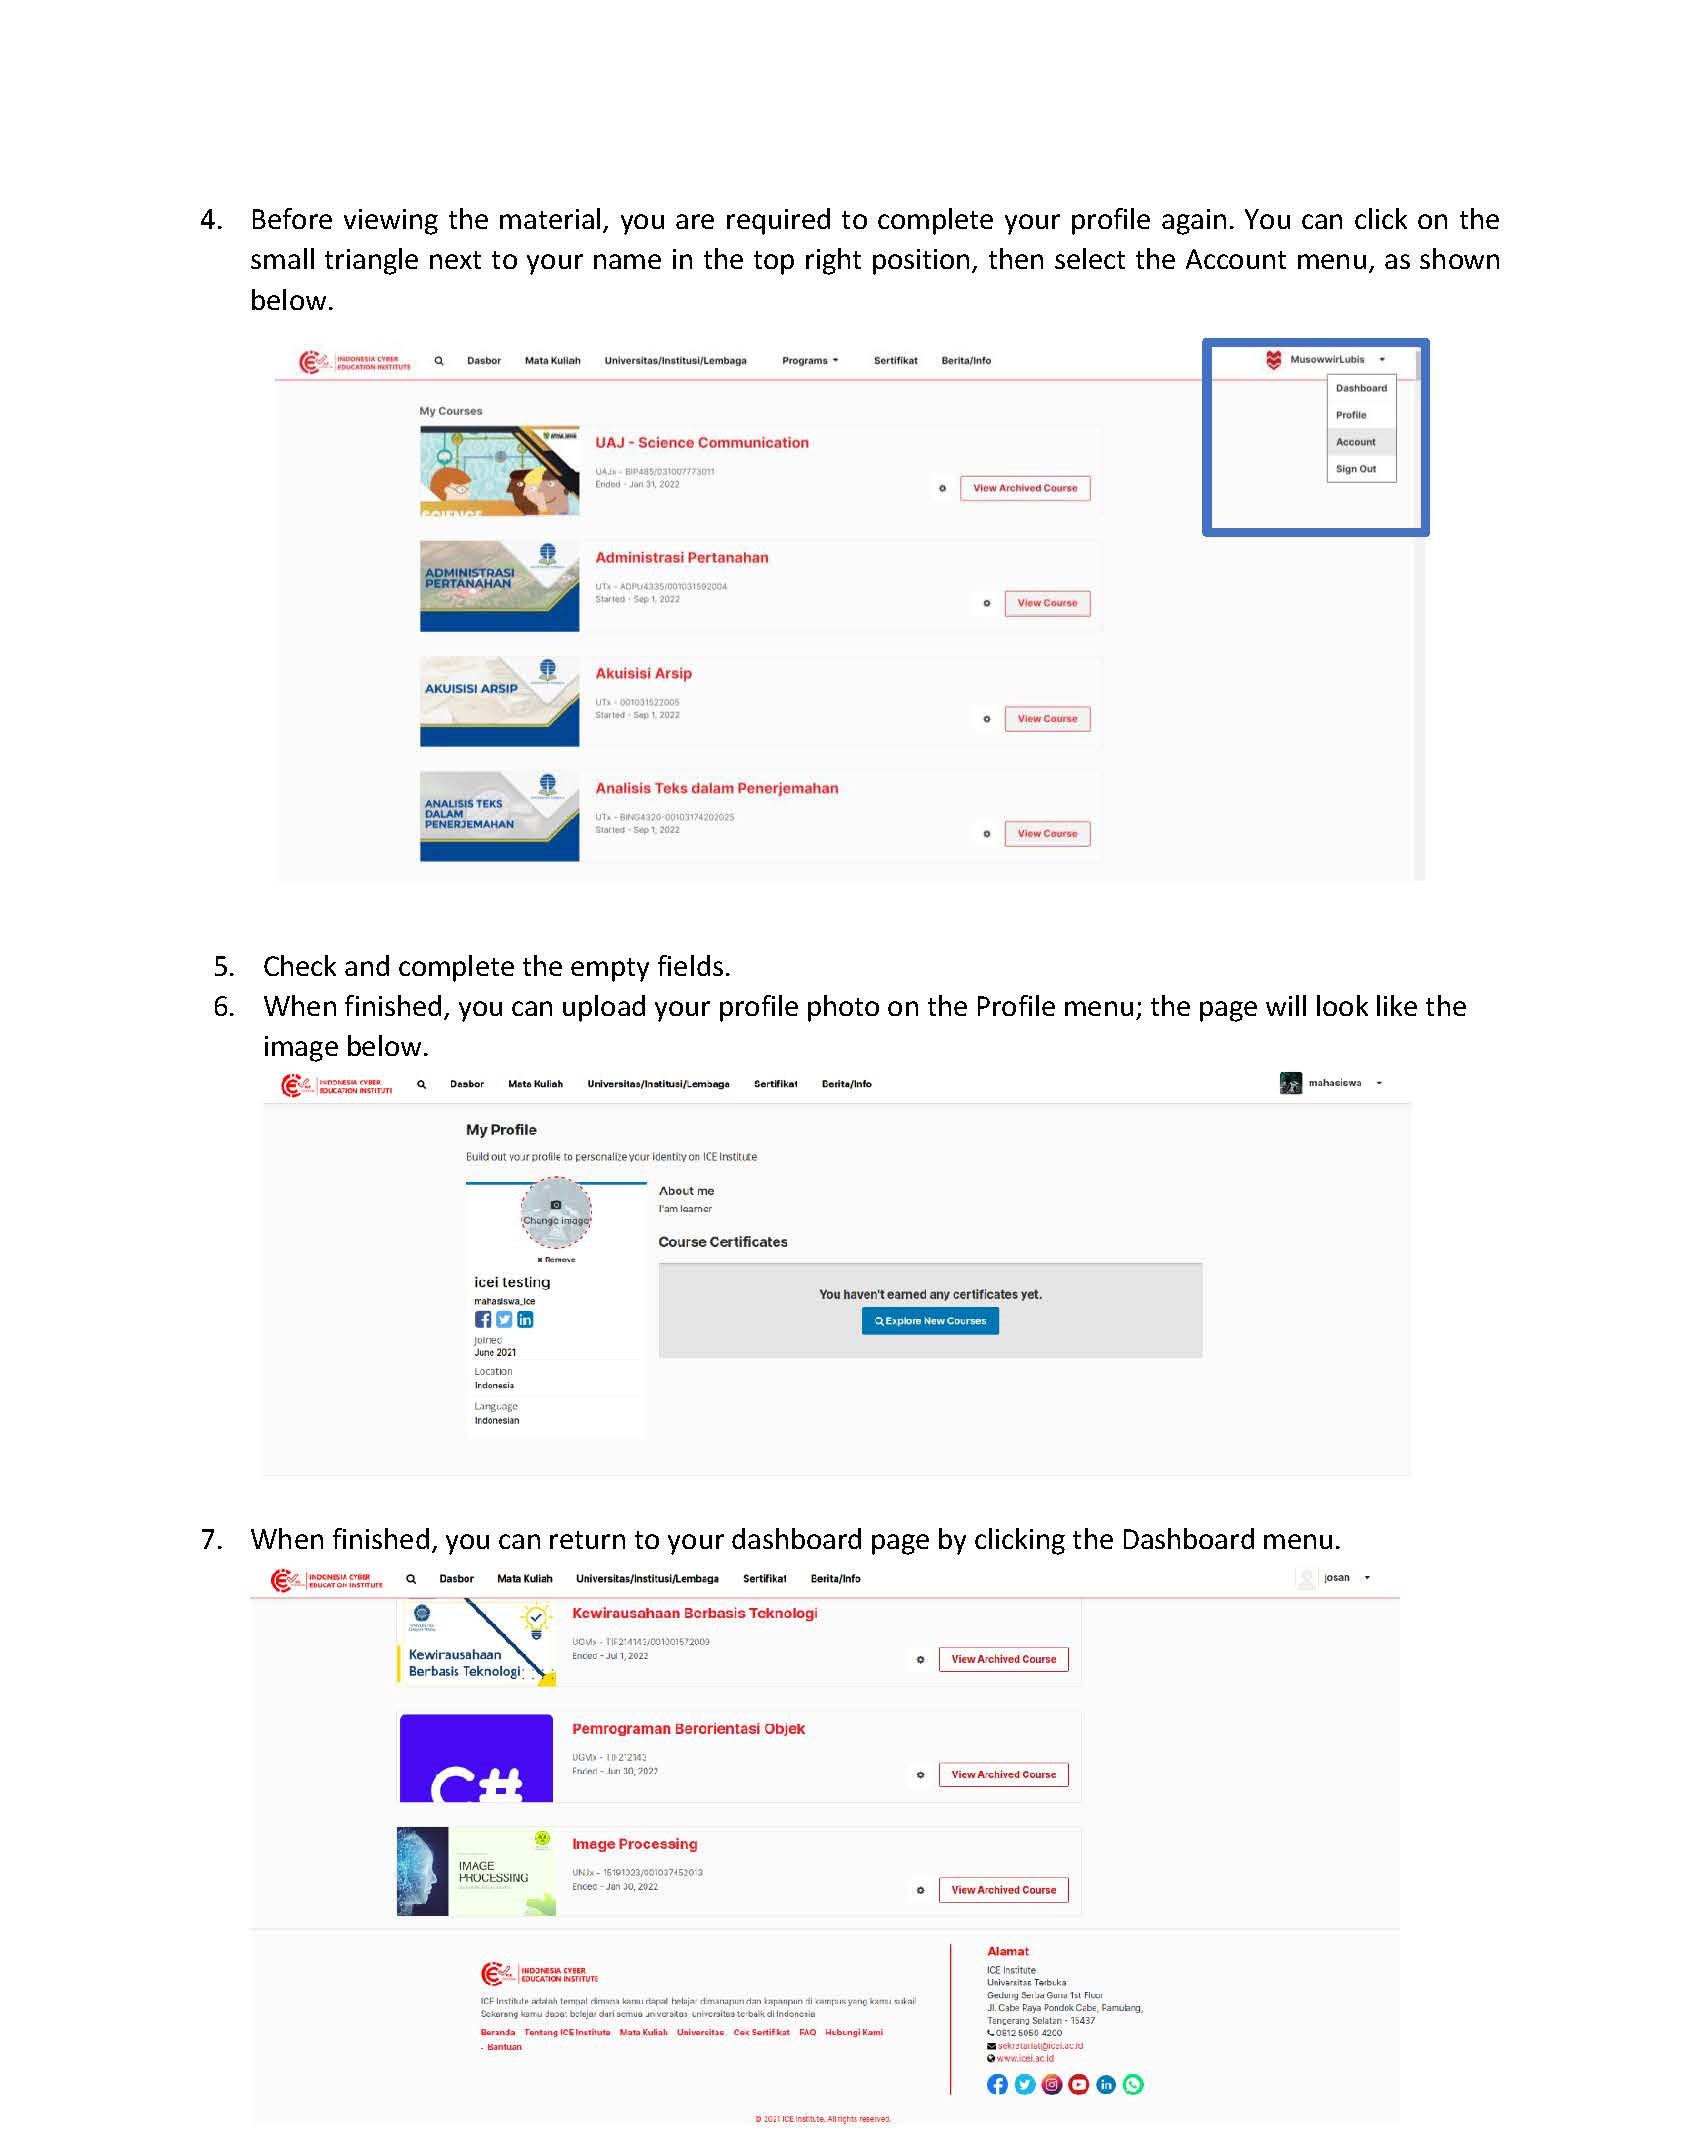 4. Before viewing the material, you are required to complete your profile again. You can click on the
small triangle next to your name in the top right position, then select the Account menu, as shown
below.
INDONESIA CYBER
EDUCATION INSTITUTE
Dasbor Mata Kuliah Universitas/Institusi/Lembaga Programs Sertifikat Berita/Info
MusowwirLubis
Dashboard
Profile
Account
Sign Out
My Courses
SCIENCE
UAJ - Science Communication
UAJx - BIP485/031007773011
Ended - Jan 31, 2022
View Archived Course
ADMINISTRASI
PERTANAHAN
Administrasi Pertanahan
UTx - ADPU4335/001031592004
Started - Sep 1, 2022
View Course
AKUISISI ARSIP
Akuisisi Arsip
UTx - 001031522005
Started - Sep 1, 2022
View Course
ANALISIS TEKS
DALAM
PENERJEMAHAN
Analisis Teks dalam Penerjemahan
UTx - BING4320-00103174202025
Started - Sep 1, 2022
View Course
5. Check and complete the empty fields.
6. When finished, you can upload your profile photo on the Profile menu; the page will look like the
image below.
INDONESIA CYBER
EDUCATION INSTITUTE
Dasbor Mata Kuliah Universitas/Institusi/Lembaga Sertifikat Berita/Info
mahasiswa
My Profile
Build out your profile to personalize your identity on ICE Institute
Change image
Remove
icei testing
mahasiswa_ice
Joined
June 2021
Location
Indonesia
Language
Indonesian
About me
I'am learner
Course Certificates
You haven't earned any certificates yet.
Explore New Courses
7. When finished, you can return to your dashboard page by clicking the Dashboard menu.
INDONESIA CYBER
EDUCATION INSTITUTE
Dasbor Mata Kuliah Universitas/Institusi/Lembaga Sertifikat Berita/Info
josan
Kewirausahaan
Berbasis Teknologi
Kewirausahaan Berbasis Teknologi
UGMx - TIF214143/001001572009
Ended - Jul 1, 2022
View Archived Course
C#
Pemrograman Berorientasi Objek
UGMx - TIF212143
Ended - Jun 30, 2022
View Archived Course
IMAGE
PROCESSING
Image Processing
UNJx - 15191023/001037452013
Ended - Jan 30, 2022
View Archived Course
INDONESIA CYBER
EDUCATION INSTITUTE
ICE Institute adalah tempat dimana kamu dapat belajar dimanapun dan kapanpun di kampus yang kamu sukai!
Sekarang kamu dapat belajar dari semua universitas-universitas terbaik di Indonesia
Beranda Tentang ICE Institute Mata Kuliah Universitas Cek Sertifikat FAQ Hubungi Kami
- Bantuan
Alamat
ICE Institute
Universitas Terbuka
Gedung Serba Guna 1st Floor
Jl. Cabe Raya Pondok Cabe, Pamulang,
Tangerang Selatan - 15437
0812 5050 4200
sekretariat@icei.ac.id
www.icei.ac.id
© 2021 ICE Institute. All rights reserved.